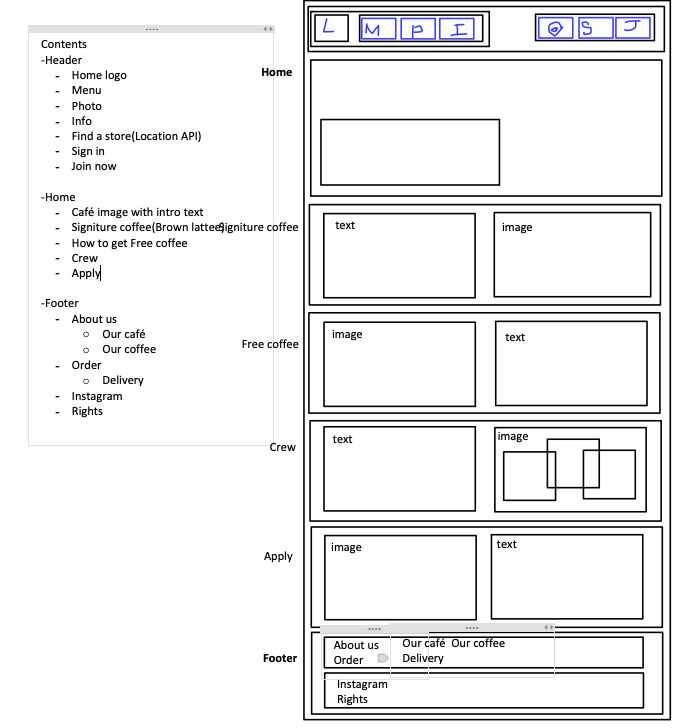 Contents
-Header
- Home logo
- Menu
- Photo
- Info
- Find a store(Location API)
- Sign in
- Join now
-Home
- Café image with intro text
- Signiture coffee(Brown lattee)
- How to get Free coffee
- Crew
- Apply
-Footer
- About us
o Our café
o Our coffee
- Order
o Delivery
- Instagram
- Rights
L M P I @ S J
Home
Signiture coffee
text image
Free coffee
image text
Crew
text image
Apply
image text
Footer
About us Our café Our coffee
Order Delivery
Instagram
Rights